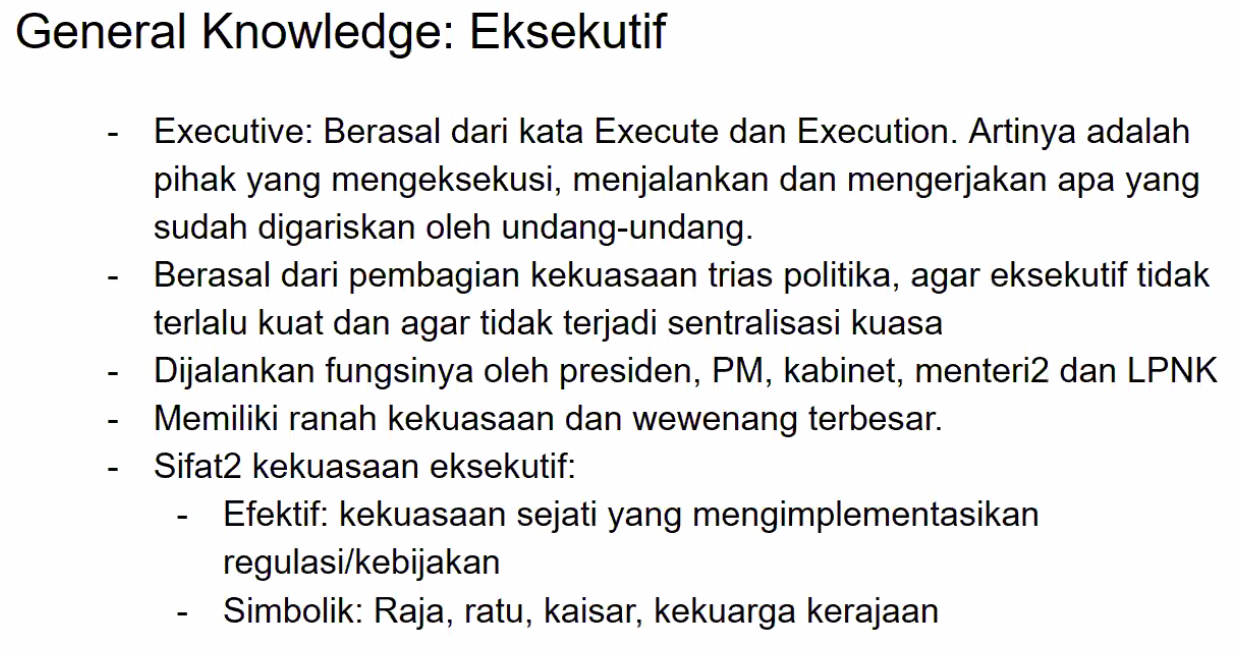 General Knowledge: Eksekutif
- Executive: Berasal dari kata Execute dan Execution. Artinya adalah
pihak yang mengeksekusi, menjalankan dan mengerjakan apa yang
sudah digariskan oleh undang-undang.
- Berasal dari pembagian kekuasaan trias politika, agar eksekutif tidak
terlalu kuat dan agar tidak terjadi sentralisasi kuasa
- Dijalankan fungsinya oleh presiden, PM, kabinet, menteri2 dan LPNK
- Memiliki ranah kekuasaan dan wewenang terbesar.
- Sifat2 kekuasaan eksekutif:
- Efektif: kekuasaan sejati yang mengimplementasikan
regulasi/kebijakan
- Simbolik: Raja, ratu, kaisar, kekuarga kerajaan